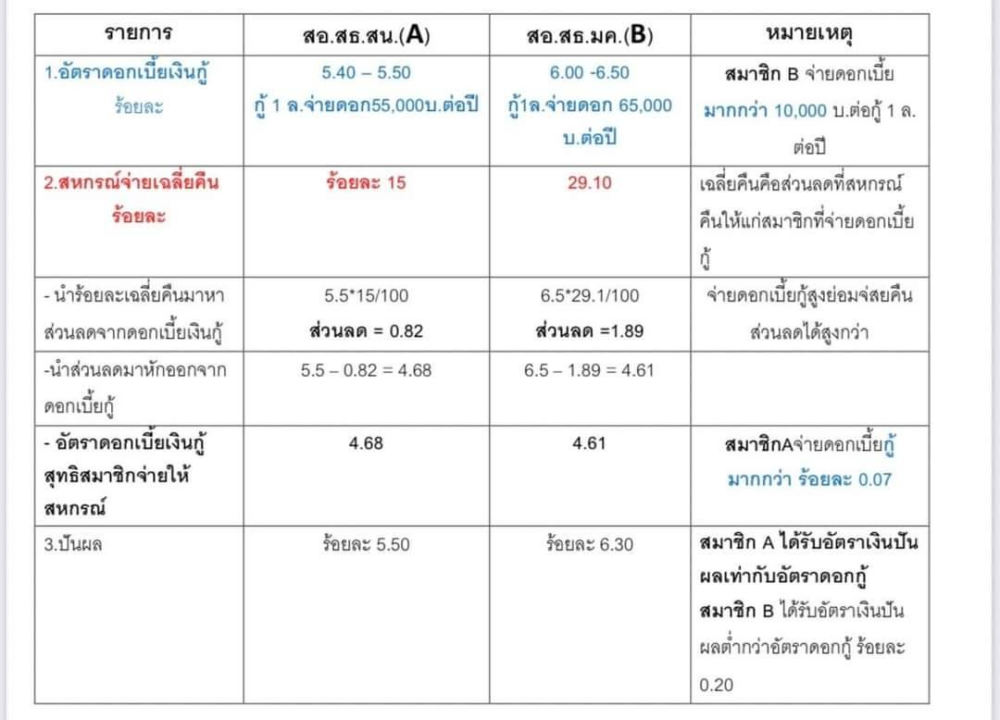 รายการ
สอ.สธ.สน.(A)
สอ.สธ.มค.(B)
หมายเหตุ
1.อัตราดอกเบี้ยเงินกู้
ร้อยละ
5.40 – 5.50
กู้ 1 ล.จ่ายดอก55,000บ.ต่อปี
6.00 -6.50
กู้1ล.จ่ายดอก 65,000
บ.ต่อปี
สมาชิก B จ่ายดอกเบี้ย
มากกว่า 10,000 บ.ต่อกู้ 1 ล.
ต่อปี
2.สหกรณ์จ่ายเฉลี่ยคืน
ร้อยละ
ร้อยละ 15
29.10
เฉลี่ยคืนคือส่วนลดที่สหกรณ์
คืนให้แก่สมาชิกที่จ่ายดอกเบี้ย
กู้
- นำร้อยละเฉลี่ยคืนมาหา
ส่วนลดจากดอกเบี้ยเงินกู้
5.5*15/100
ส่วนลด = 0.82
6.5*29.1/100
ส่วนลด =1.89
จ่ายดอกเบี้ยกู้สูงย่อมจ่สยคืน
ส่วนลดได้สูงกว่า
-นำส่วนลดมาหักออกจาก
ดอกเบี้ยกู้
5.5 – 0.82 = 4.68
6.5 – 1.89 = 4.61
- อัตราดอกเบี้ยเงินกู้
สุทธิสมาชิกจ่ายให้
สหกรณ์
4.68
4.61
สมาชิกAจ่ายดอกเบี้ยกู้
มากกว่า ร้อยละ 0.07
3.ปันผล
ร้อยละ 5.50
ร้อยละ 6.30
สมาชิก A ได้รับอัตราเงินปัน
ผลเท่ากับอัตราดอกกู้
สมาชิก B ได้รับอัตราเงินปัน
ผลต่ำกว่าอัตราดอกกู้ ร้อยละ
0.20